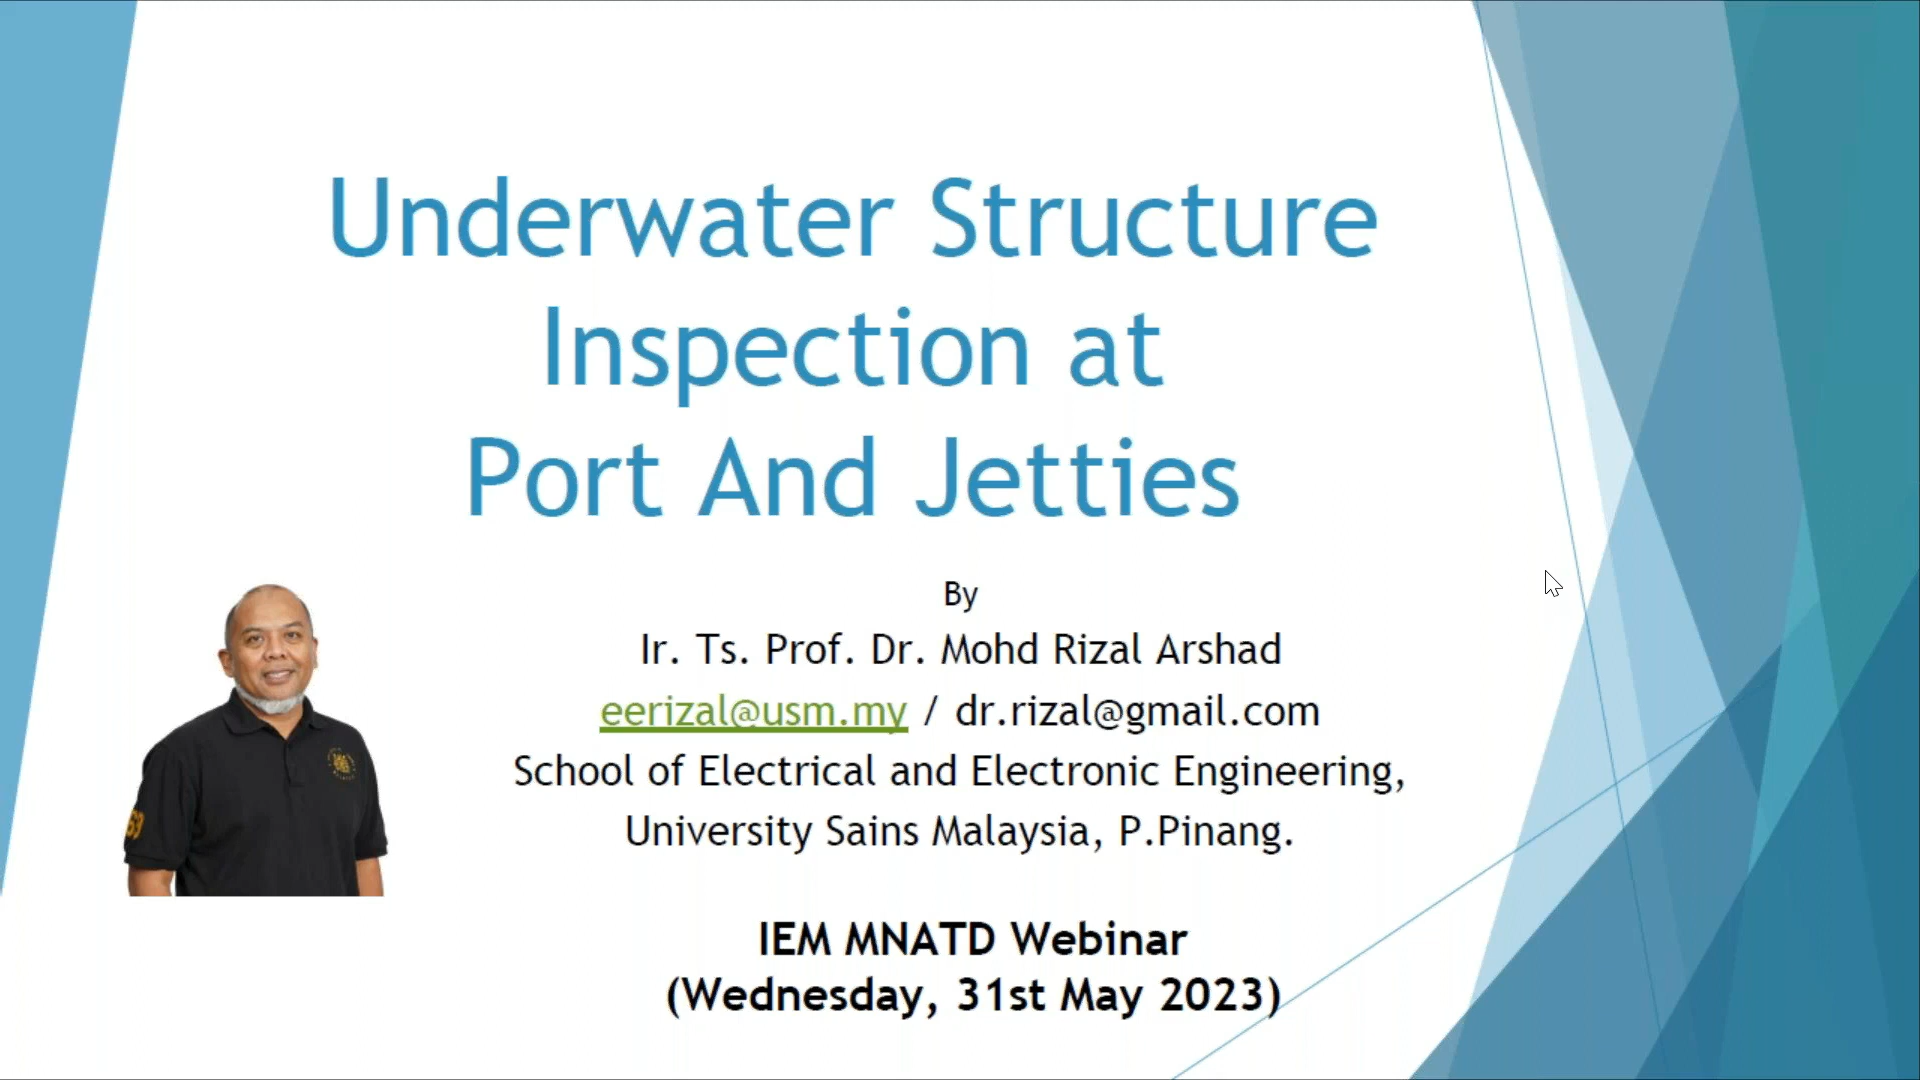 Underwater Structure
Inspection at
Port And Jetties
By
Ir. Ts. Prof. Dr. Mohd Rizal Arshad
eerizal@usm.my / dr.rizal@gmail.com
School of Electrical and Electronic Engineering,
University Sains Malaysia, P.Pinang.
69
IEM MNATD Webinar
(Wednesday, 31st May 2023)